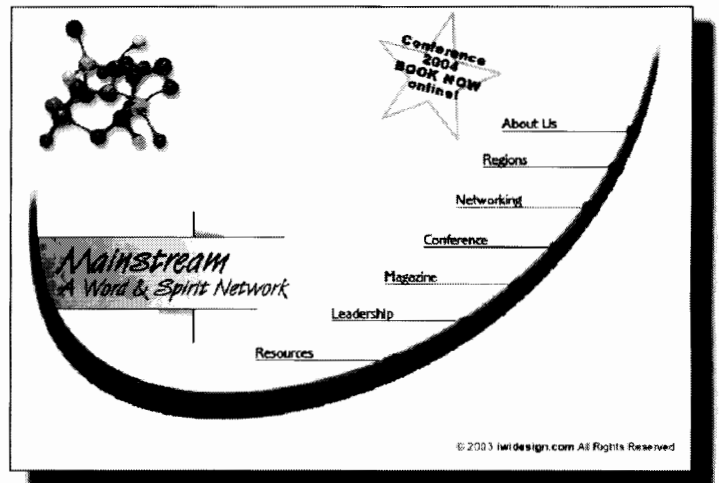 Conference
2004
BOOK NOW
online!
About Us
Regions
Networking
Conference
Mainstream
A Word & Spirit Network
Magazine
Leadership
Resources
© 2003 iwidesign.com All Rights Reserved